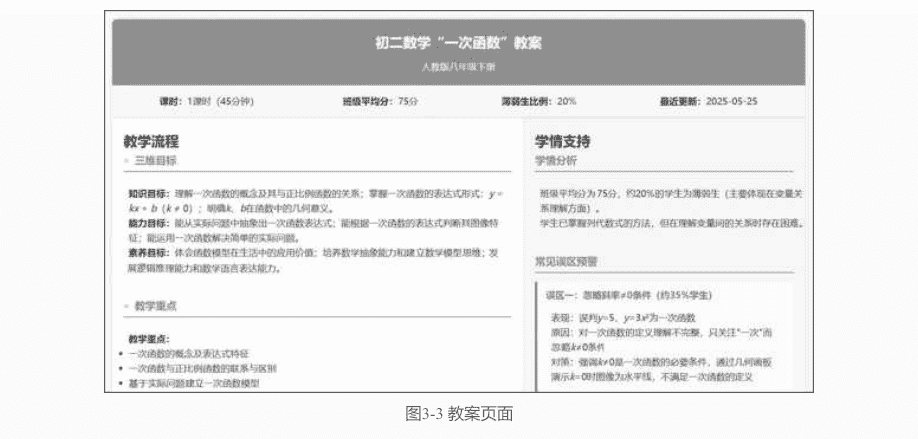 初二数学“一次函数”教案
人教版八年级下册
课时：1课时（45分钟）
班级平均分：75分
薄弱生比例：20%
最近更新：2025-05-25
教学流程
三维目标
知识目标：理解一次函数的概念及其与正比例函数的关系；掌握一次函数的表达式形式：y =
kx + b（k ≠ 0）；明确k、b在函数中的几何意义。
能力目标：能从实际问题中抽象出一次函数表达式；能根据一次函数的表达式判断其图像特
征；能运用一次函数解决简单的实际问题。
素养目标：体会函数模型在生活中的应用价值；培养数学抽象能力和建立数学模型思维；发
展逻辑推理能力和数学语言表达能力。
教学重点
教学重点：
一次函数的概念及表达式特征
一次函数与正比例函数的联系与区别
基于实际问题建立一次函数模型
学情支持
学情分析
班级平均分为75分，约20%的学生为薄弱生（主要体现在变量关
系理解方面）。
学生已掌握列代数式的方法，但在理解变量间的关系时存在困难。
常见误区预警
误区一：忽略斜率≠0条件（约35%学生）
表现：误判y=5、y=3x²为一次函数
原因：对一次函数的定义理解不完整，只关注“一次”而
忽略k≠0条件
对策：强调k≠0是一次函数的必要条件，通过几何画板
演示k=0时图像为水平线，不满足一次函数的定义
图3-3 教案页面